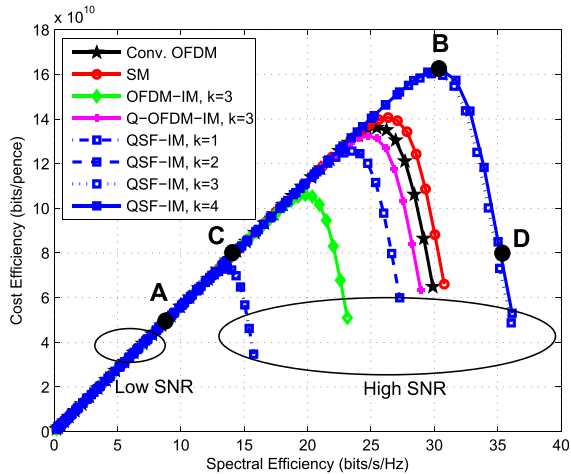 x 10^10
18
16
14
12
10
8
6
4
2
0
Cost Efficiency (bits/pence)
Conv. OFDM
SM
OFDM−IM, k=3
Q−OFDM−IM, k=3
QSF−IM, k=1
QSF−IM, k=2
QSF−IM, k=3
QSF−IM, k=4
B
C
D
A
Low SNR
High SNR
0 5 10 15 20 25 30 35 40
Spectral Efficiency (bits/s/Hz)